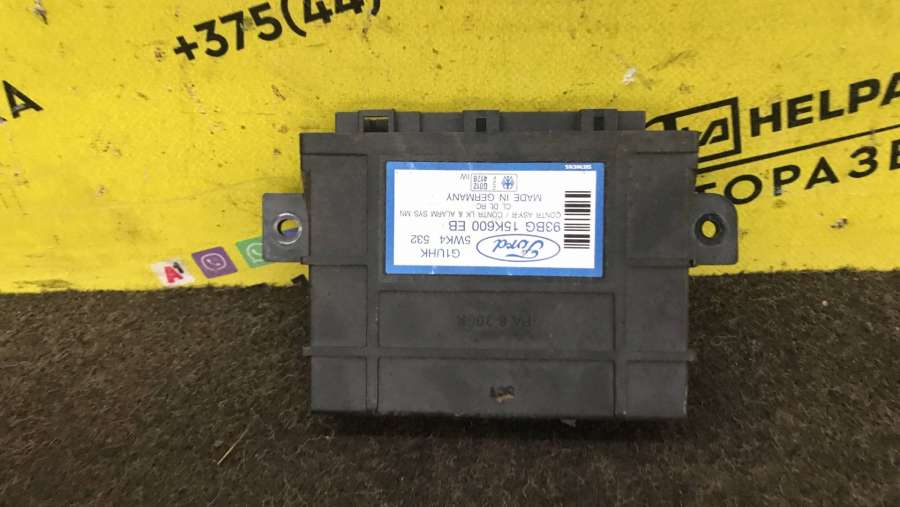 +375(44)
HELPA
ОРАЗБ
SIEMENS
G1UHK
5WK4 532
Ford
93BG 15K600 EB
CONTR ASY-R / CONTR LK & ALARM SYS MN
CL DL RC
MADE IN GERMANY